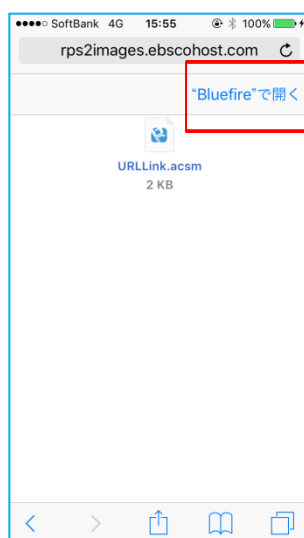 SoftBank 4G 15:55 100%
rps2images.ebscohost.com
“Bluefire”で開く
URLLink.acsm
2 KB